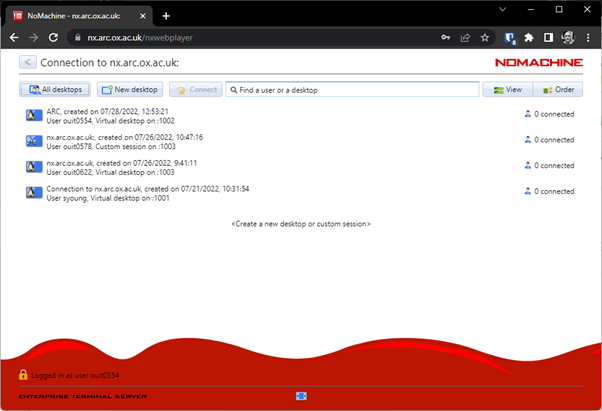 NoMachine - nx.arc.ox.ac.uk:
nx.arc.ox.ac.uk/nxwebplayer
Connection to nx.arc.ox.ac.uk:
NOMACHINE
All desktops New desktop Connect Find a user or a desktop View Order
ARC, created on 07/28/2022, 12:53:21
User ouit0554, Virtual desktop on :1002
0 connected
nx.arc.ox.ac.uk:, created on 07/26/2022, 10:47:16
User ouit0578, Custom session on :1003
0 connected
nx.arc.ox.ac.uk, created on 07/26/2022, 9:41:11
User ouit0622, Virtual desktop on :1003
0 connected
Connection to nx.arc.ox.ac.uk, created on 07/21/2022, 10:31:54
User syoung, Virtual desktop on :1001
0 connected
<Create a new desktop or custom session>
Logged in as user ouit0554
ENTERPRISE TERMINAL SERVER